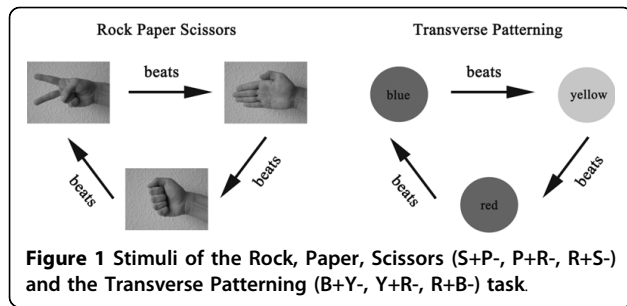 Rock Paper Scissors
Transverse Patterning
beats
beats
beats
beats
blue
yellow
beats
beats
red
Figure 1 Stimuli of the Rock, Paper, Scissors (S+P-, P+R-, R+S-)
and the Transverse Patterning (B+Y-, Y+R-, R+B-) task.